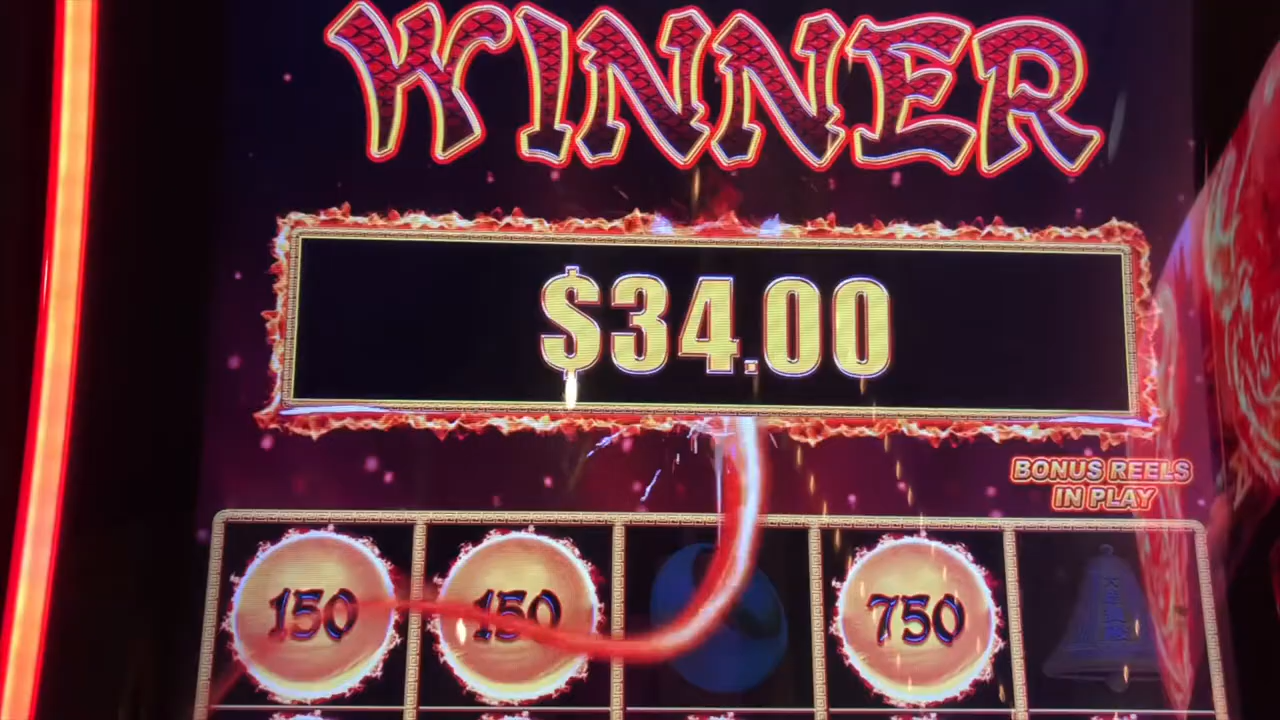 WINNER
$34.00
BONUS REELS
IN PLAY
150 150 750